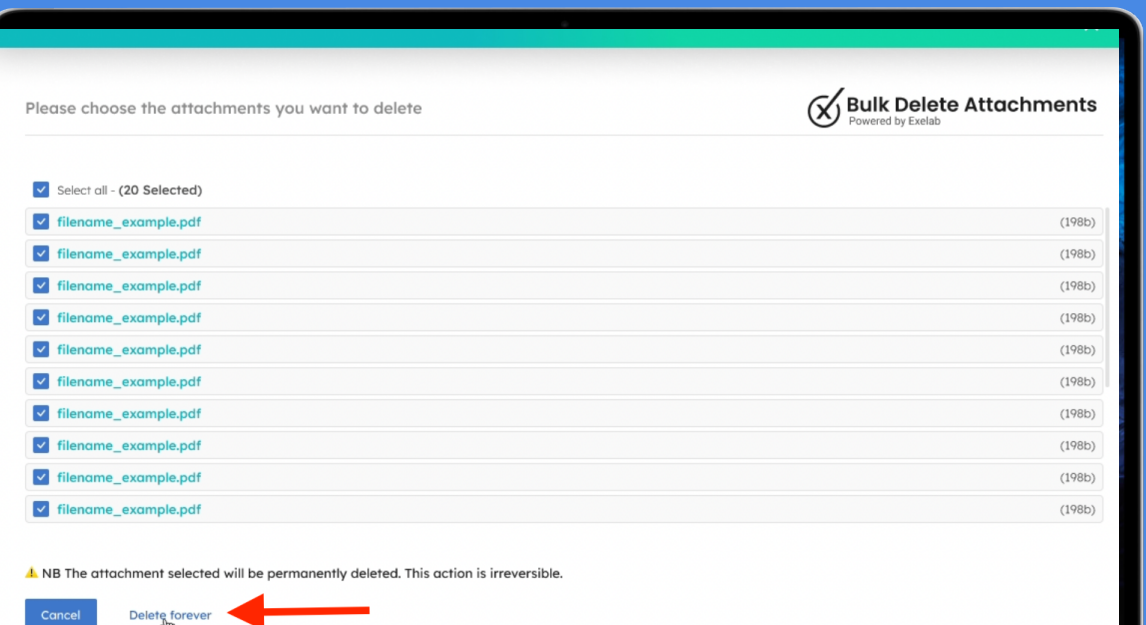 Please choose the attachments you want to delete
Bulk Delete Attachments
Powered by Exelab
Select all - (20 Selected)
filename_example.pdf (198b)
filename_example.pdf (198b)
filename_example.pdf (198b)
filename_example.pdf (198b)
filename_example.pdf (198b)
filename_example.pdf (198b)
filename_example.pdf (198b)
filename_example.pdf (198b)
filename_example.pdf (198b)
filename_example.pdf (198b)
NB The attachment selected will be permanently deleted. This action is irreversible.
Cancel Delete forever